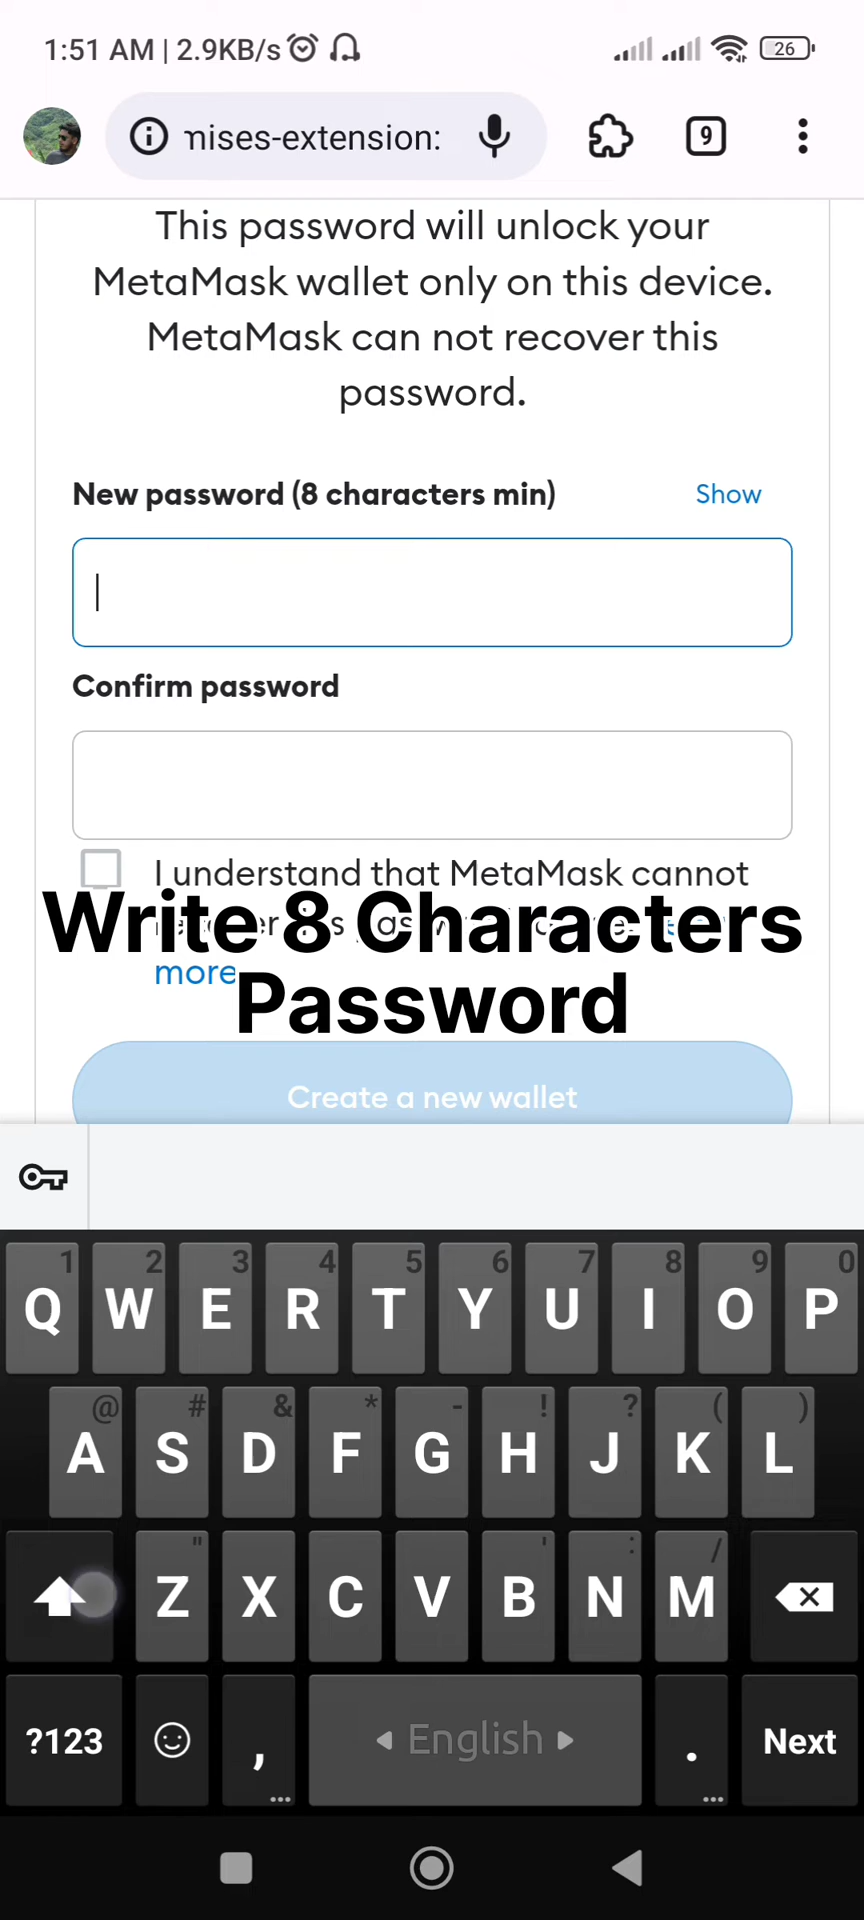 1:51 AM | 2.9KB/s
26
mises-extension:
9
This password will unlock your
MetaMask wallet only on this device.
MetaMask can not recover this
password.
New password (8 characters min)
Show
Confirm password
I understand that MetaMask cannot
more
Write 8 Characters
Password
Create a new wallet
1 2 3 4 5 6 7 8 9 0
Q W E R T Y U I O P
@ # & * - ! ? ( )
A S D F G H J K L
" ' : /
Z X C V B N M
?123 , English . Next